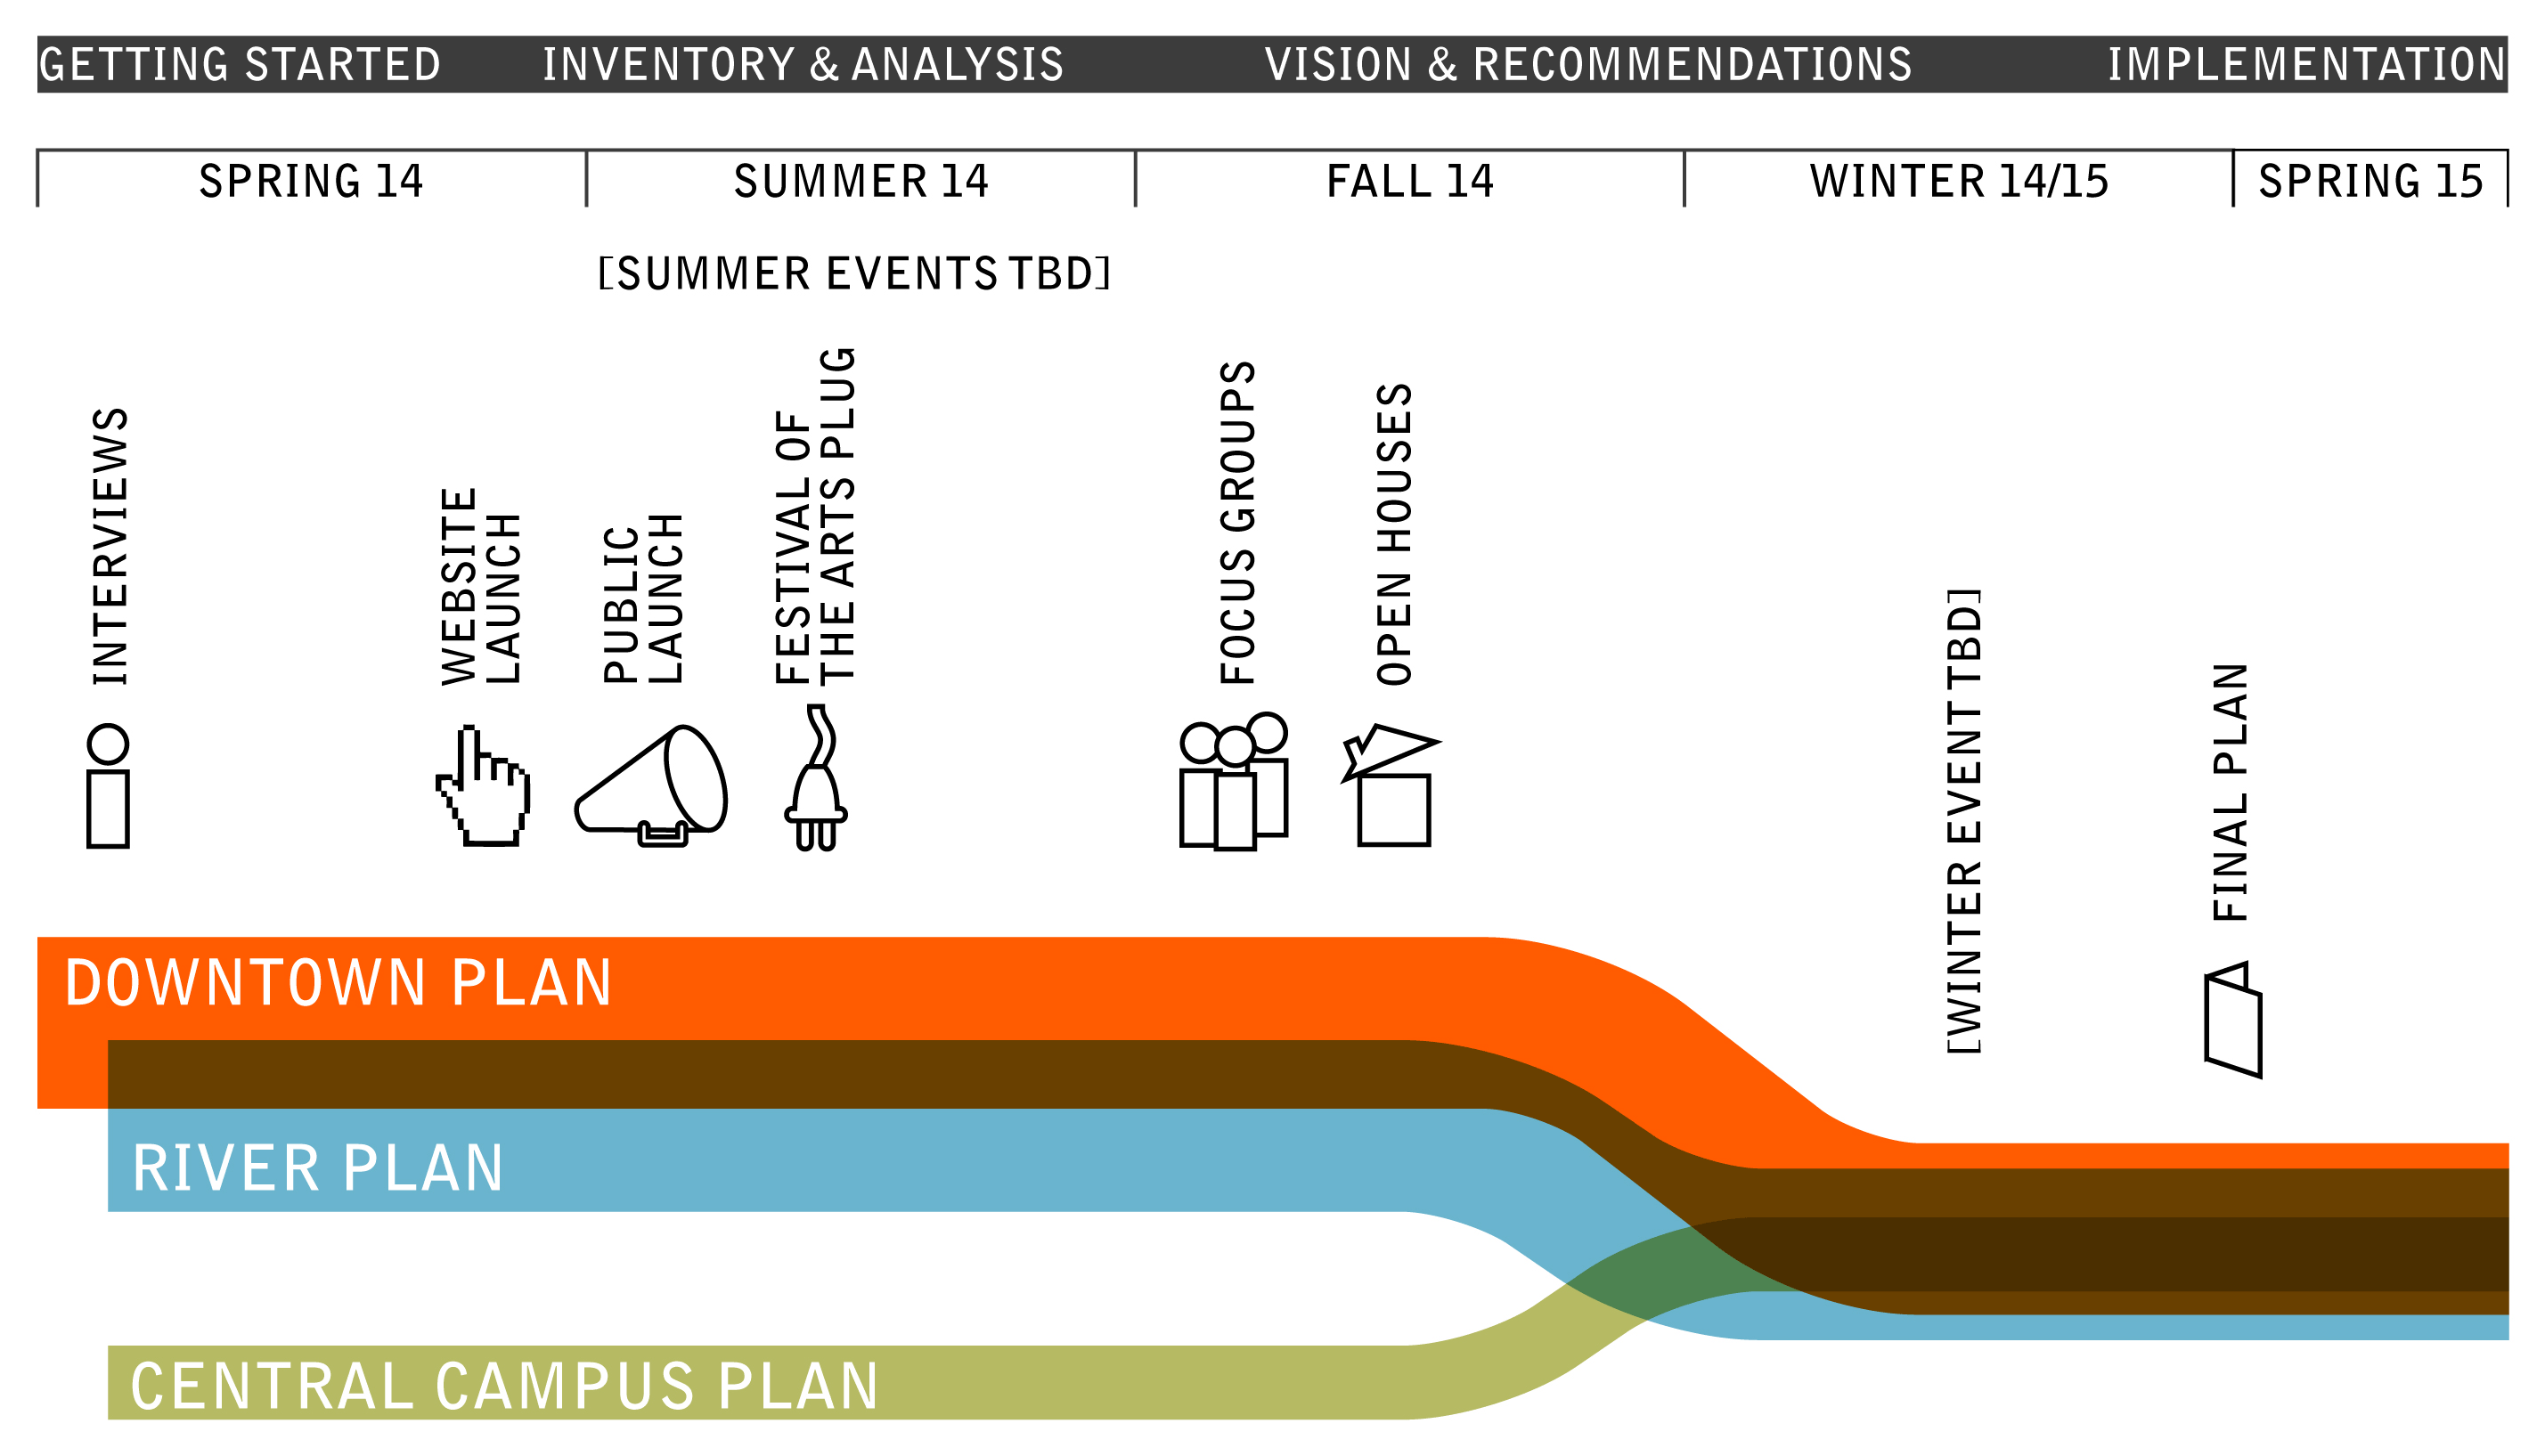 GETTING STARTED INVENTORY & ANALYSIS VISION & RECOMMENDATIONS IMPLEMENTATION
SPRING 14 SUMMER 14 FALL 14 WINTER 14/15 SPRING 15
[SUMMER EVENTS TBD]
INTERVIEWS
WEBSITE
LAUNCH
PUBLIC
LAUNCH
FESTIVAL OF
THE ARTS PLUG
FOCUS GROUPS
OPEN HOUSES
[WINTER EVENT TBD]
FINAL PLAN
DOWNTOWN PLAN
RIVER PLAN
CENTRAL CAMPUS PLAN